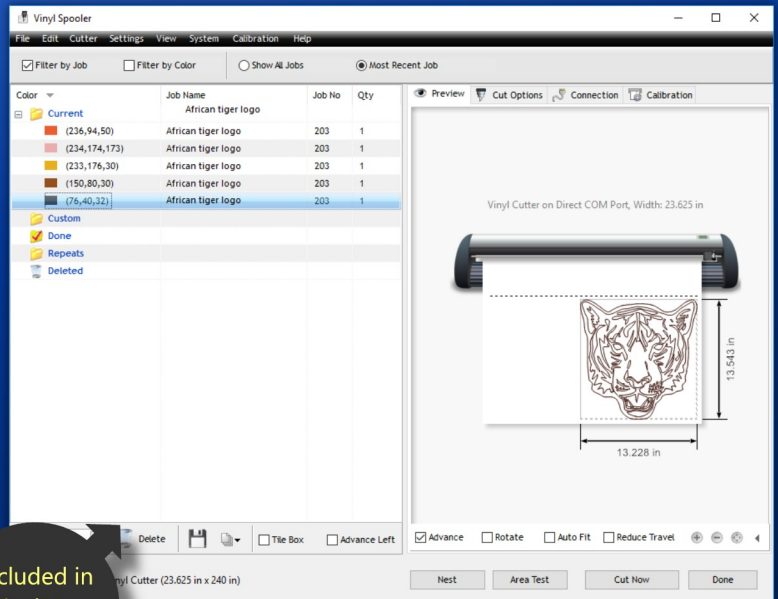 Vinyl Spooler
File Edit Cutter Settings View System Calibration Help
Filter by Job Filter by Color Show All Jobs Most Recent Job
Color Job Name Job No Qty
Current African tiger logo
(236,94,50) African tiger logo 203 1
(234,174,173) African tiger logo 203 1
(233,176,30) African tiger logo 203 1
(150,80,30) African tiger logo 203 1
(76,40,32) African tiger logo 203 1
Custom
Done
Repeats
Deleted
Preview Cut Options Connection Calibration
Vinyl Cutter on Direct COM Port, Width: 23.625 in
13.543 in
13.228 in
Delete Tile Box Advance Left
Advance Rotate Auto Fit Reduce Travel
Cutter (23.625 in x 240 in)
Nest Area Test Cut Now Done
in